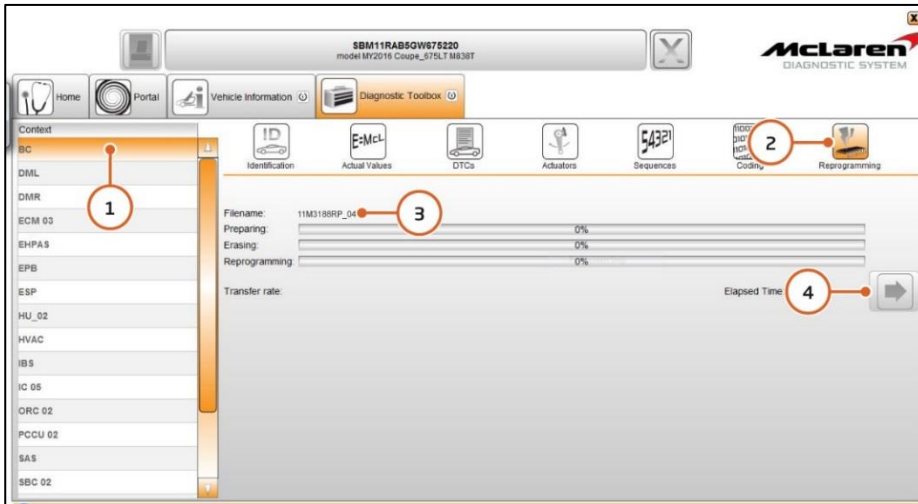 X
SBM11RAB5GW675220
model MY2016 Coupe_675LT M838T
X
McLaren
DIAGNOSTIC SYSTEM
Home
Portal
Vehicle Information
Diagnostic Toolbox
Context
BC
DML
DMR
ECM 03
EHPAS
EPB
ESP
HU_02
HVAC
IBS
IC 05
ORC 02
PCCU 02
SAS
SBC 02
1
ID
Identification
E=McL
Actual Values
DTCs
Actuators
54321
Sequences
Coding
2
Reprogramming
Filename: 11M3188RP_04
3
Preparing: 0%
Erasing: 0%
Reprogramming: 0%
Transfer rate:
Elapsed Time
4